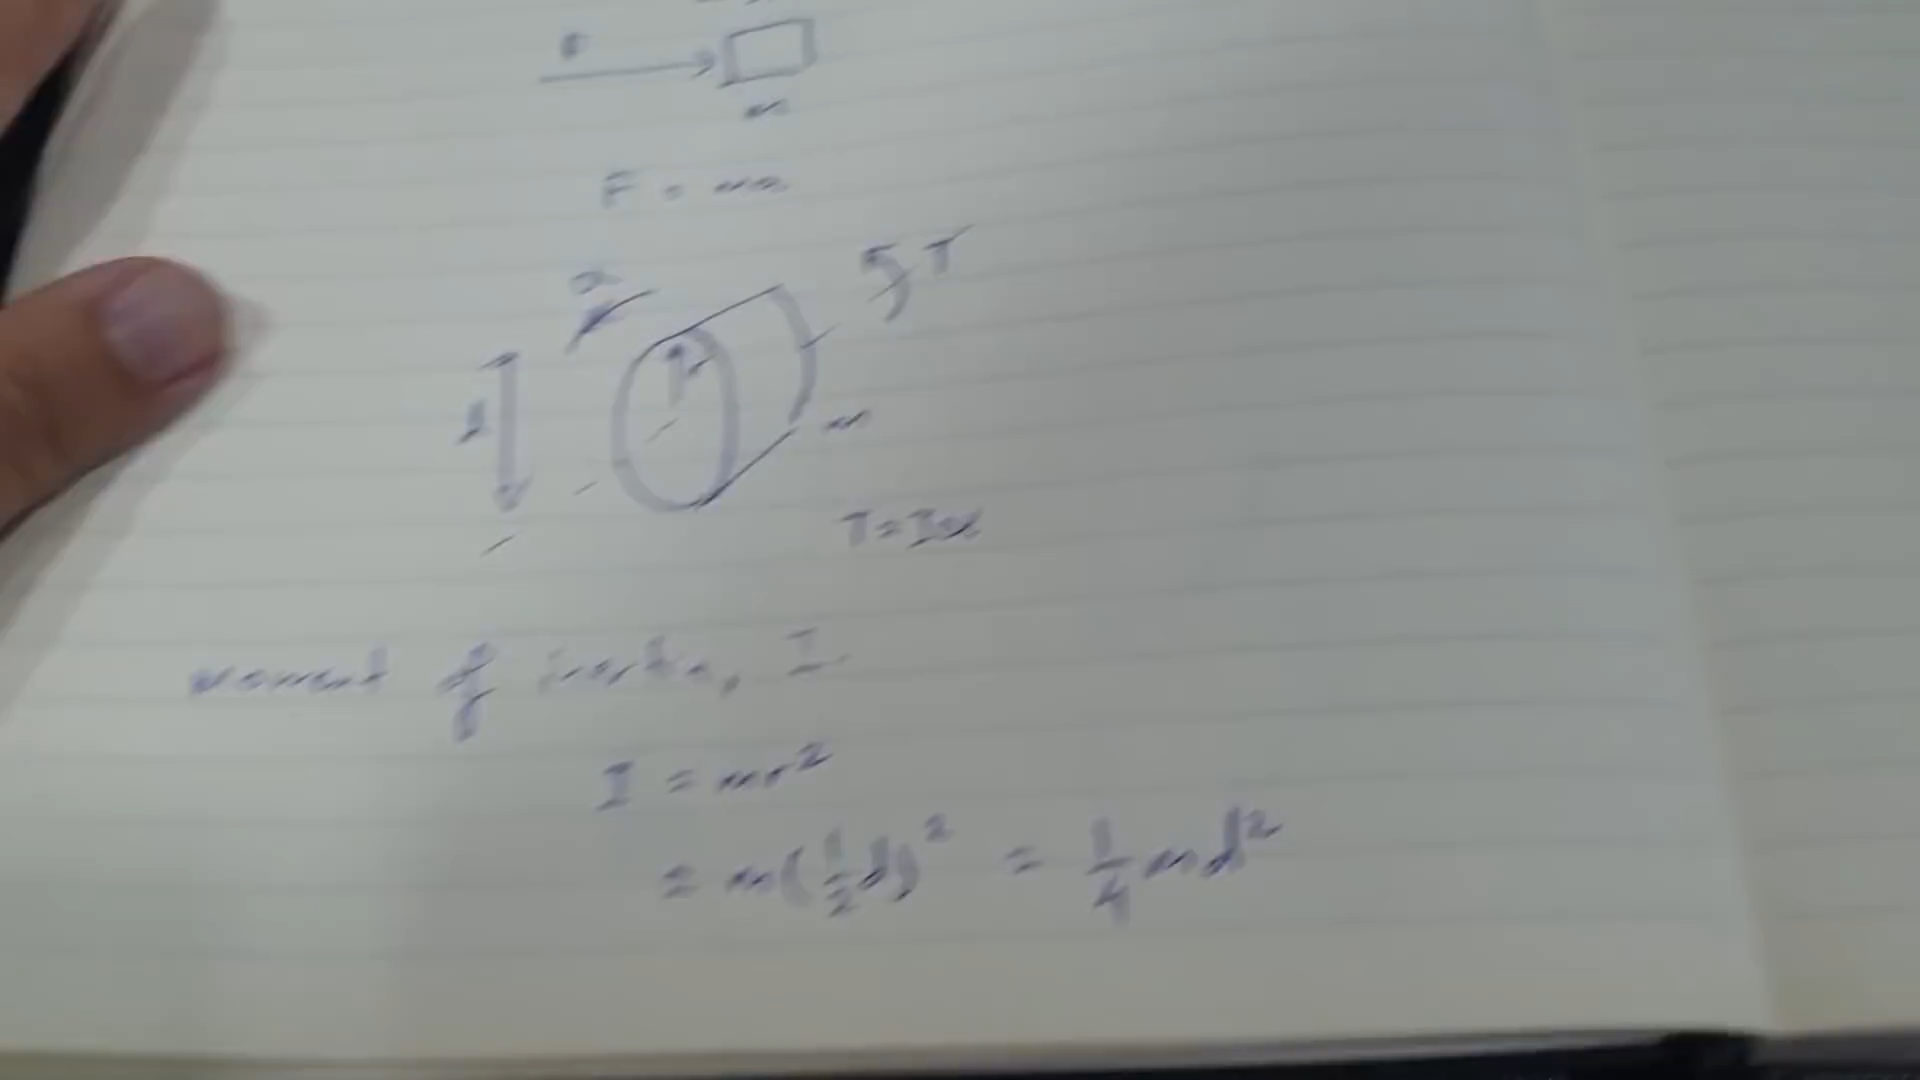 F
m
F = ma
α
T
r
d
m
T = Iα
moment of inertia, I
I = mr²
= m(½d)² = ¼md²